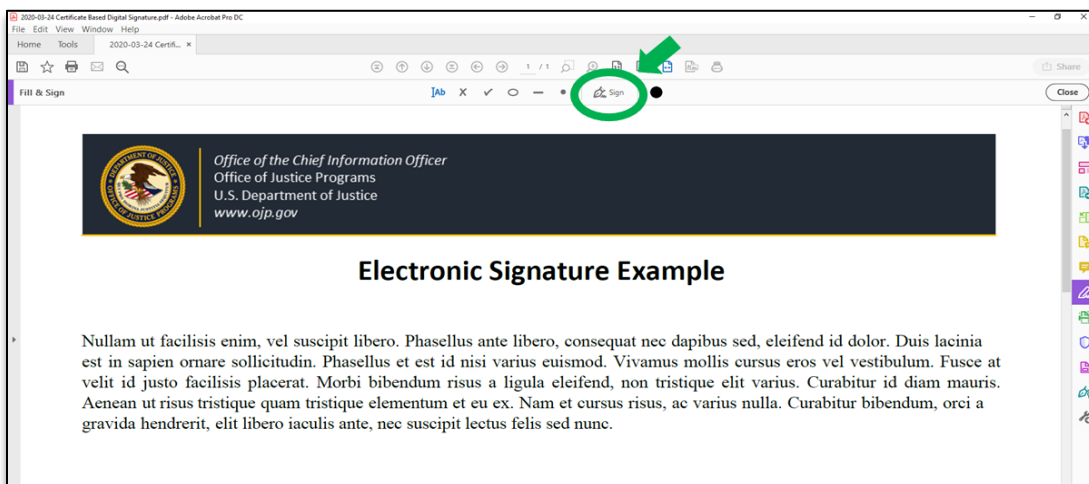 2020-03-24 Certificate Based Digital Signature.pdf - Adobe Acrobat Pro DC
File Edit View Window Help
Home Tools 2020-03-24 Certifi... ×
1 / 1
Share
Fill & Sign
IAb
Sign
Close
Office of the Chief Information Officer
Office of Justice Programs
U.S. Department of Justice
www.ojp.gov
Electronic Signature Example
Nullam ut facilisis enim, vel suscipit libero. Phasellus ante libero, consequat nec dapibus sed, eleifend id dolor. Duis lacinia
est in sapien ornare sollicitudin. Phasellus et est id nisi varius euismod. Vivamus mollis cursus eros vel vestibulum. Fusce at
velit id justo facilisis placerat. Morbi bibendum risus a ligula eleifend, non tristique elit varius. Curabitur id diam mauris.
Aenean ut risus tristique quam tristique elementum et eu ex. Nam et cursus risus, ac varius nulla. Curabitur bibendum, orci a
gravida hendrerit, elit libero iaculis ante, nec suscipit lectus felis sed nunc.